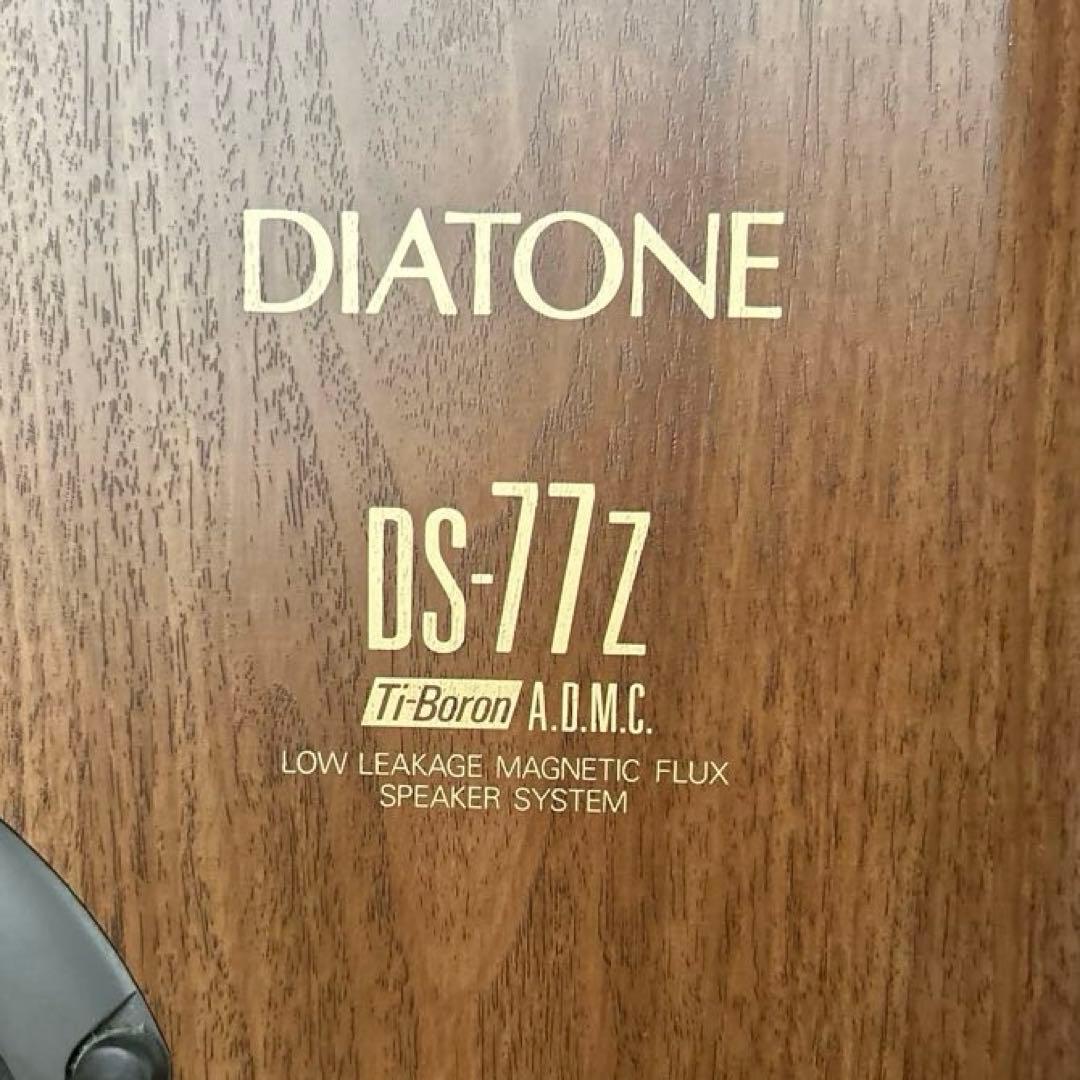 DIATONE
DS-77Z
Ti-Boron A.D.M.C.
LOW LEAKAGE MAGNETIC FLUX
SPEAKER SYSTEM